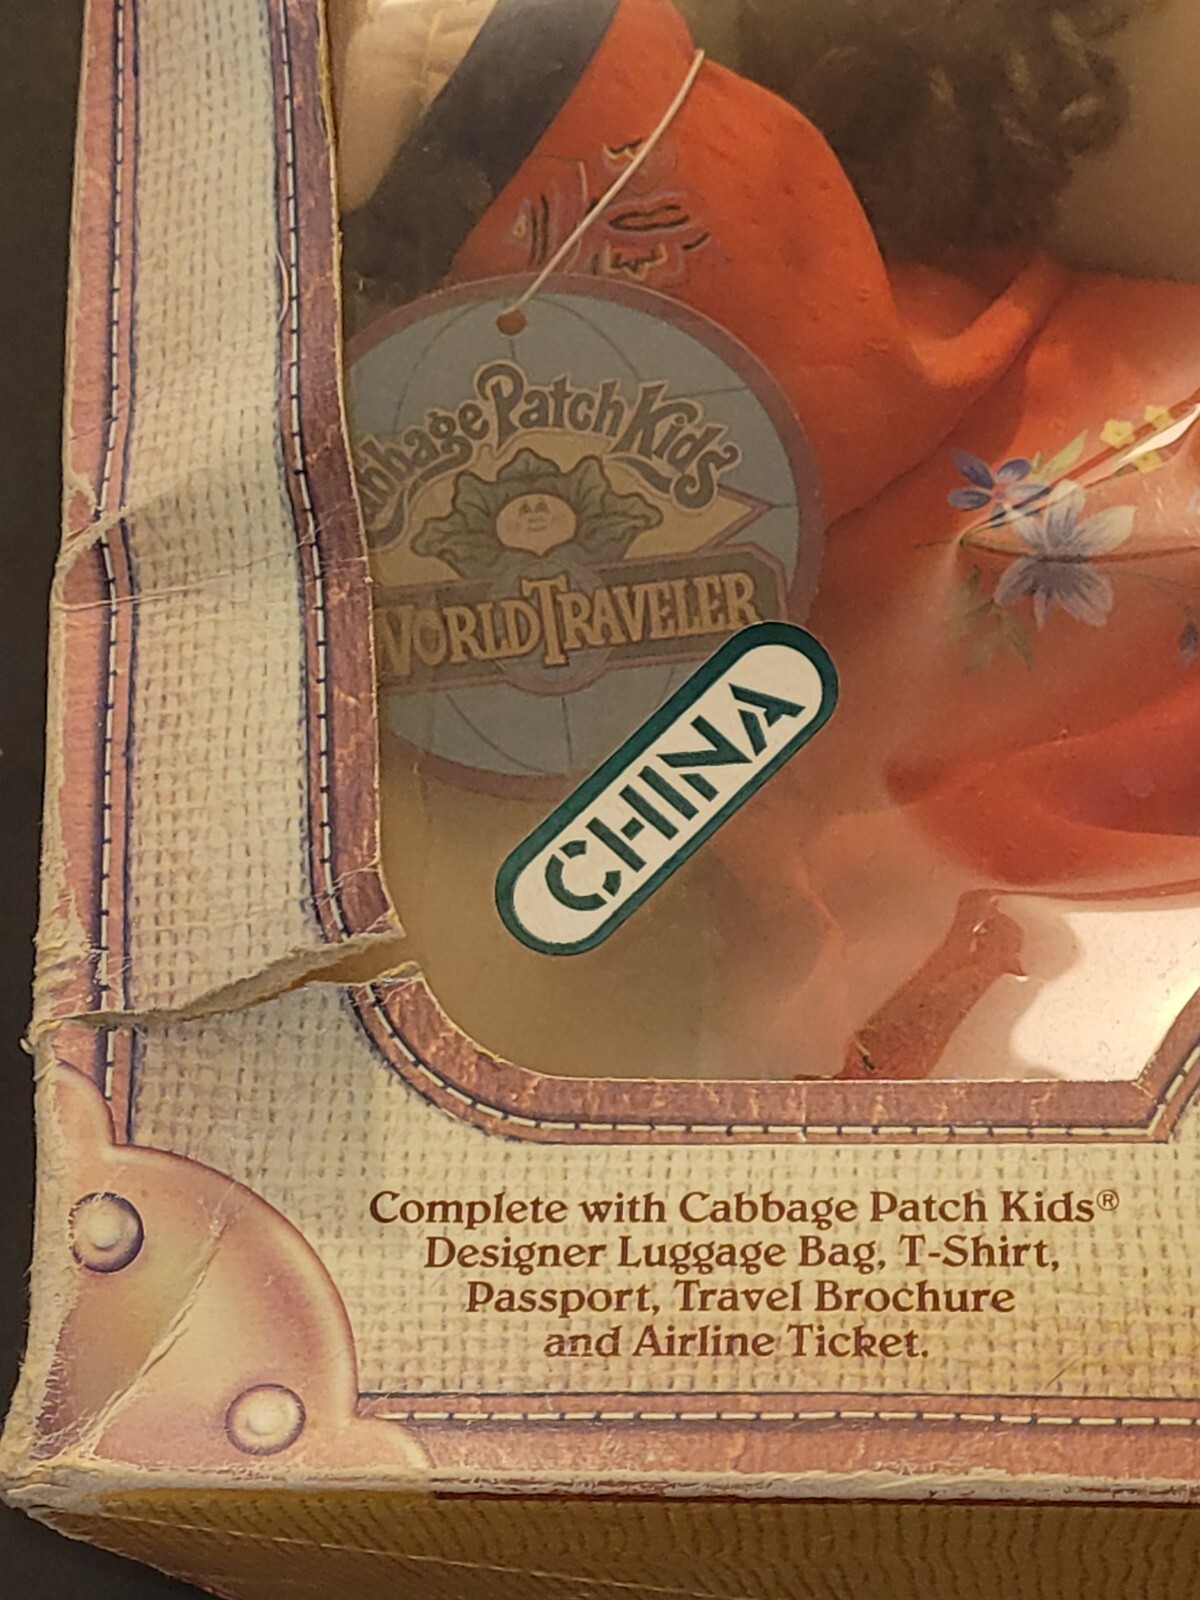 Cabbage Patch Kids
WORLD TRAVELER
CHINA
Complete with Cabbage Patch Kids®
Designer Luggage Bag, T-Shirt,
Passport, Travel Brochure
and Airline Ticket.